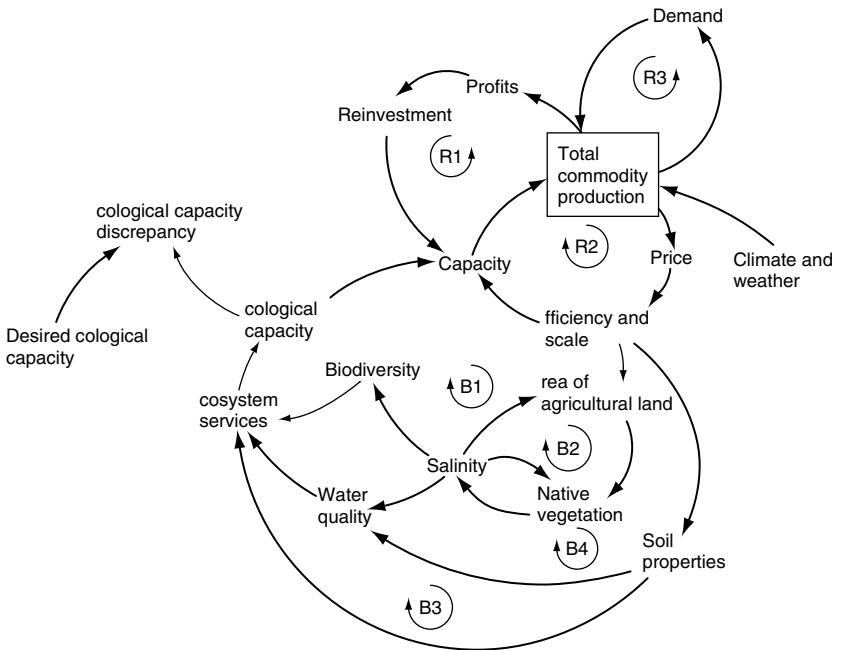 Demand
R3
Profits
Reinvestment
R1
Total
commodity
production
cological capacity
discrepancy
R2
Price
Capacity
Climate and
weather
cological
capacity
fficiency and
scale
Desired cological
capacity
Biodiversity
B1
rea of
agricultural land
cosystem
services
B2
Salinity
Water
quality
Native
vegetation
B4
Soil
properties
B3